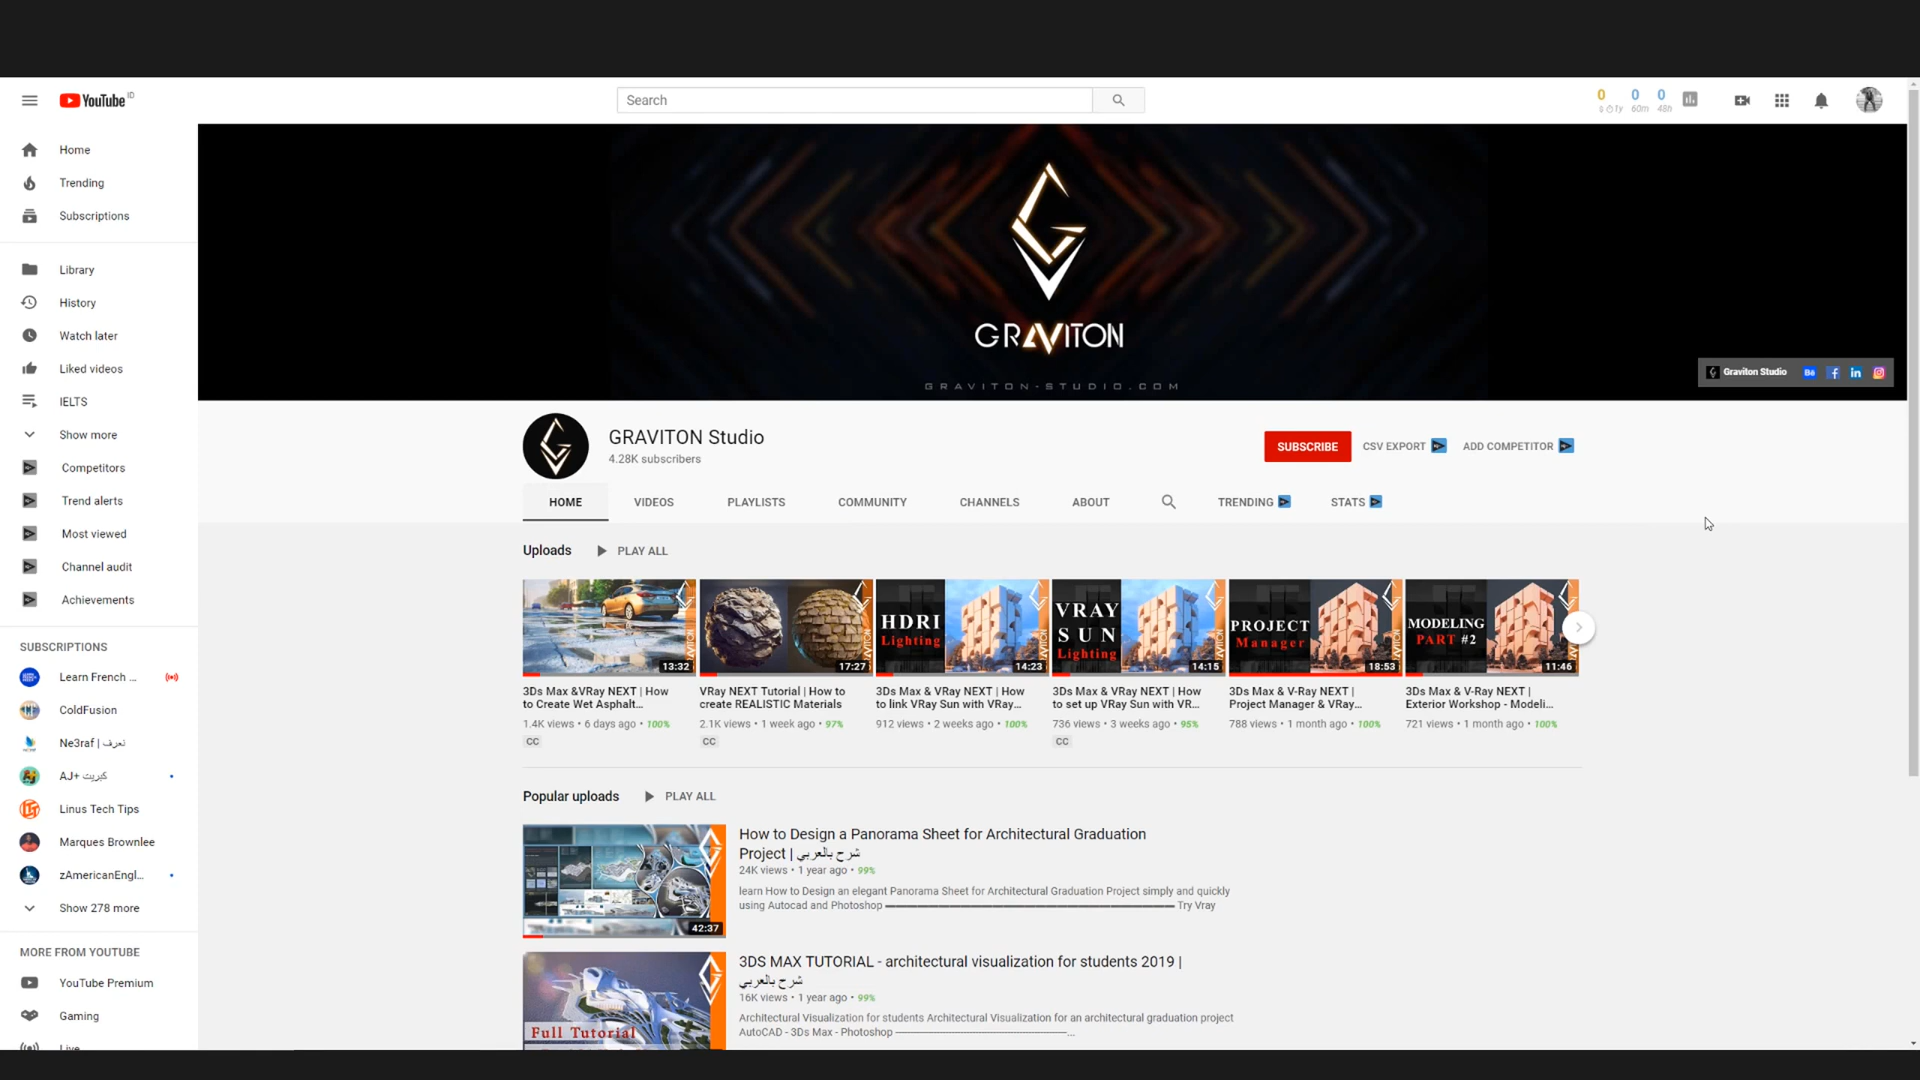 YouTube ID
Search
0 0 0
1y 60m 48h
Home
Trending
Subscriptions
Library
History
Watch later
Liked videos
IELTS
Show more
Competitors
Trend alerts
Most viewed
Channel audit
Achievements
SUBSCRIPTIONS
Learn French ...
ColdFusion
Ne3raf | نعرف
AJ+ كبريت
Linus Tech Tips
Marques Brownlee
zAmericanEngl...
Show 278 more
MORE FROM YOUTUBE
YouTube Premium
Gaming
Live
GRAVITON
GRAVITON-STUDIO.COM
Graviton Studio
GRAVITON Studio
4.28K subscribers
SUBSCRIBE CSV EXPORT ADD COMPETITOR
HOME VIDEOS PLAYLISTS COMMUNITY CHANNELS ABOUT TRENDING STATS
Uploads PLAY ALL
13:32
3Ds Max &VRay NEXT | How
to Create Wet Asphalt...
1.4K views • 6 days ago • 100%
CC
17:27
VRay NEXT Tutorial | How to
create REALISTIC Materials
2.1K views • 1 week ago • 97%
CC
HDRI
Lighting
14:23
3Ds Max & VRay NEXT | How
to link VRay Sun with VRay...
912 views • 2 weeks ago • 100%
VRAY
SUN
Lighting
14:15
3Ds Max & VRay NEXT | How
to set up VRay Sun with VR...
736 views • 3 weeks ago • 95%
CC
PROJECT
Manager
18:53
3Ds Max & V-Ray NEXT |
Project Manager & VRay...
788 views • 1 month ago • 100%
MODELING
PART #2
11:46
3Ds Max & V-Ray NEXT |
Exterior Workshop - Modeli...
721 views • 1 month ago • 100%
Popular uploads PLAY ALL
42:37
How to Design a Panorama Sheet for Architectural Graduation
Project | شرح بالعربي
24K views • 1 year ago • 99%
learn How to Design an elegant Panorama Sheet for Architectural Graduation Project simply and quickly
using Autocad and Photoshop ━━━━━━━━━━━━━━━━━━━━━━━━ Try Vray
Full Tutorial
3DS MAX TUTORIAL - architectural visualization for students 2019 |
شرح بالعربي
16K views • 1 year ago • 99%
Architectural Visualization for students Architectural Visualization for an architectural graduation project
AutoCAD - 3Ds Max - Photoshop ————————————————...